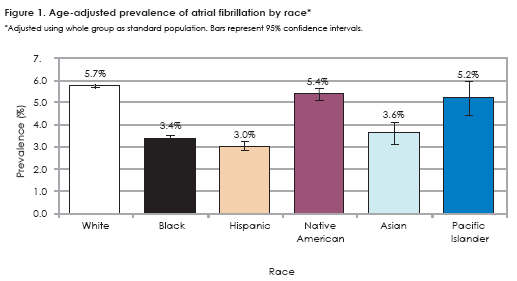 Figure 1. Age-adjusted prevalence of atrial fibrillation by race*
*Adjusted using whole group as standard population. Bars represent 95% confidence intervals.
Prevalence (%)
7.
6.0
5.0
4.0
3.0
2.0
1.0
0.0
5.7%
3.4%
3.0%
5.4%
3.6%
5.2%
White
Black
Hispanic
Native
American
Asian
Pacific
Islander
Race